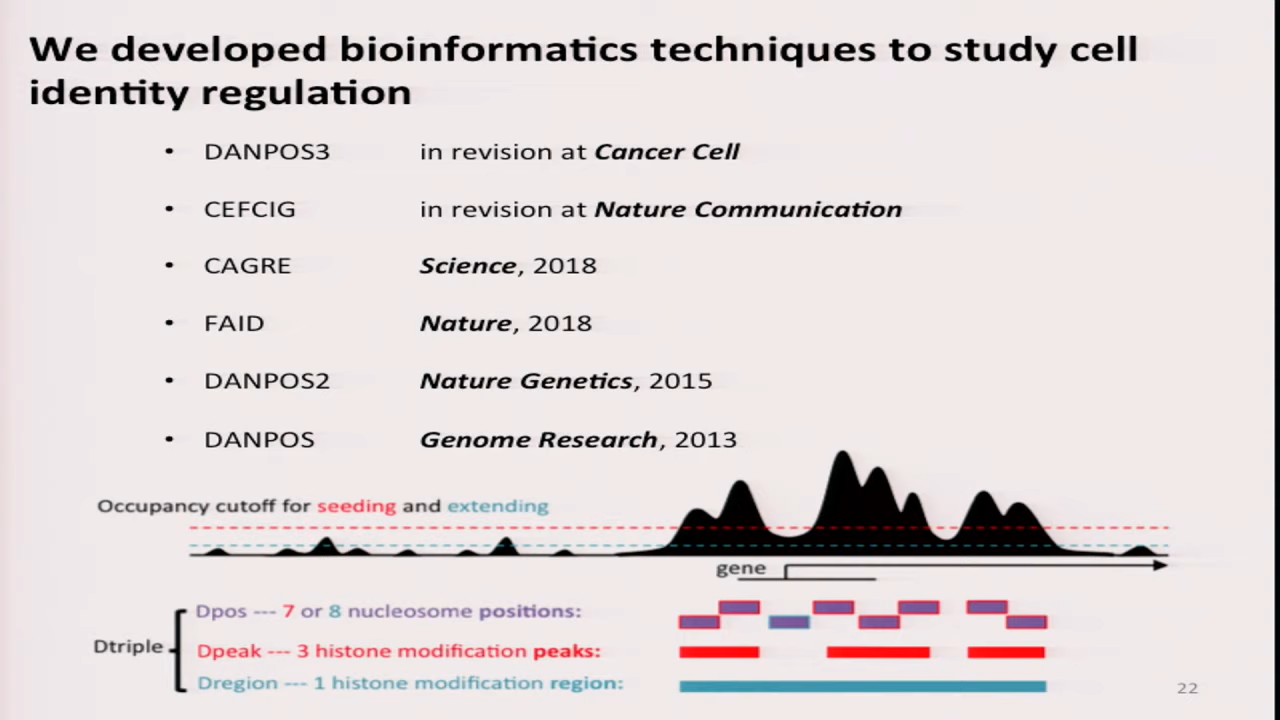 We developed bioinformatics techniques to study cell
identity regulation
• DANPOS3 in revision at Cancer Cell
• CEFCIG in revision at Nature Communication
• CAGRE Science, 2018
• FAID Nature, 2018
• DANPOS2 Nature Genetics, 2015
• DANPOS Genome Research, 2013
Occupancy cutoff for seeding and extending
gene
Dpos --- 7 or 8 nucleosome positions:
Dtriple
Dpeak --- 3 histone modification peaks:
Dregion --- 1 histone modification region:
22